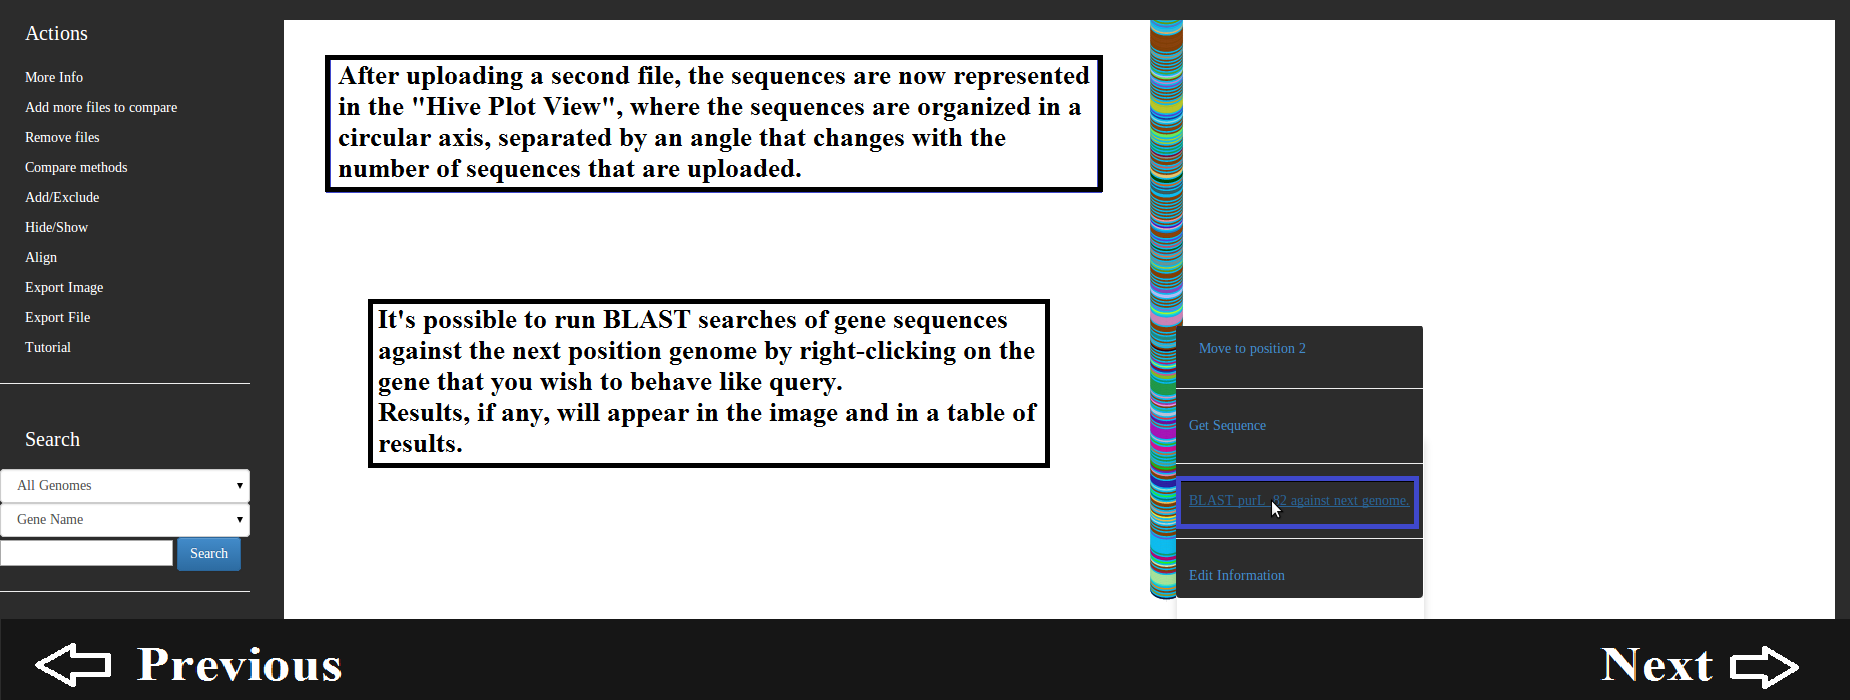 Actions
More Info
Add more files to compare
Remove files
Compare methods
Add/Exclude
Hide/Show
Align
Export Image
Export File
Tutorial
Search
All Genomes
Gene Name
Search
After uploading a second file, the sequences are now represented
in the "Hive Plot View", where the sequences are organized in a
circular axis, separated by an angle that changes with the
number of sequences that are uploaded.
It's possible to run BLAST searches of gene sequences
against the next position genome by right-clicking on the
gene that you wish to behave like query.
Results, if any, will appear in the image and in a table of
results.
Move to position 2
Get Sequence
BLAST purL 82 against next genome.
Edit Information
Previous
Next